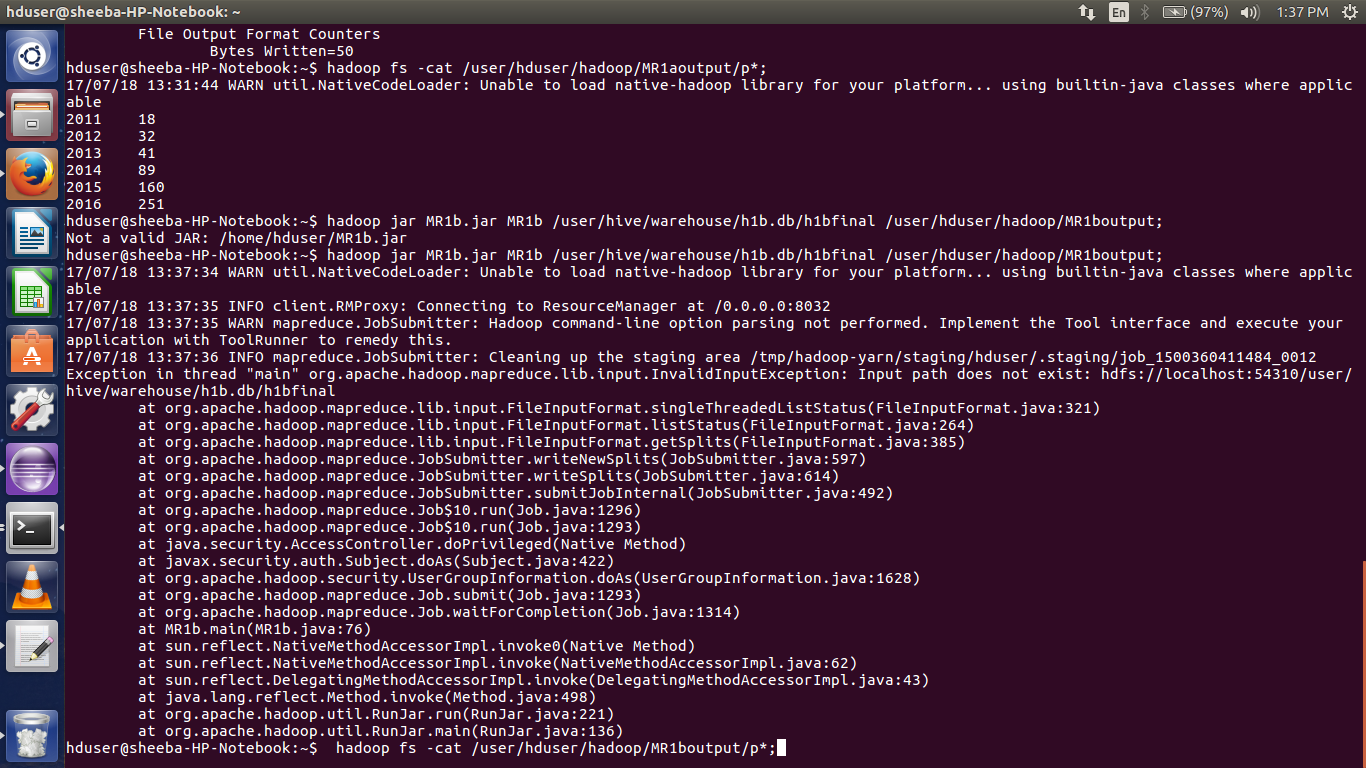 hduser@sheeba-HP-Notebook: ~
En
(97%)
1:37 PM
        File Output Format Counters
                Bytes Written=50
hduser@sheeba-HP-Notebook:~$ hadoop fs -cat /user/hduser/hadoop/MR1aoutput/p*;
17/07/18 13:31:44 WARN util.NativeCodeLoader: Unable to load native-hadoop library for your platform... using builtin-java classes where applic
able
2011    18
2012    32
2013    41
2014    89
2015    160
2016    251
hduser@sheeba-HP-Notebook:~$ hadoop jar MR1b.jar MR1b /user/hive/warehouse/h1b.db/h1bfinal /user/hduser/hadoop/MR1boutput;
Not a valid JAR: /home/hduser/MR1b.jar
hduser@sheeba-HP-Notebook:~$ hadoop jar MR1b.jar MR1b /user/hive/warehouse/h1b.db/h1bfinal /user/hduser/hadoop/MR1boutput;
17/07/18 13:37:34 WARN util.NativeCodeLoader: Unable to load native-hadoop library for your platform... using builtin-java classes where applic
able
17/07/18 13:37:35 INFO client.RMProxy: Connecting to ResourceManager at /0.0.0.0:8032
17/07/18 13:37:35 WARN mapreduce.JobSubmitter: Hadoop command-line option parsing not performed. Implement the Tool interface and execute your
application with ToolRunner to remedy this.
17/07/18 13:37:36 INFO mapreduce.JobSubmitter: Cleaning up the staging area /tmp/hadoop-yarn/staging/hduser/.staging/job_1500360411484_0012
Exception in thread "main" org.apache.hadoop.mapreduce.lib.input.InvalidInputException: Input path does not exist: hdfs://localhost:54310/user/
hive/warehouse/h1b.db/h1bfinal
        at org.apache.hadoop.mapreduce.lib.input.FileInputFormat.singleThreadedListStatus(FileInputFormat.java:321)
        at org.apache.hadoop.mapreduce.lib.input.FileInputFormat.listStatus(FileInputFormat.java:264)
        at org.apache.hadoop.mapreduce.lib.input.FileInputFormat.getSplits(FileInputFormat.java:385)
        at org.apache.hadoop.mapreduce.JobSubmitter.writeNewSplits(JobSubmitter.java:597)
        at org.apache.hadoop.mapreduce.JobSubmitter.writeSplits(JobSubmitter.java:614)
        at org.apache.hadoop.mapreduce.JobSubmitter.submitJobInternal(JobSubmitter.java:492)
        at org.apache.hadoop.mapreduce.Job$10.run(Job.java:1296)
        at org.apache.hadoop.mapreduce.Job$10.run(Job.java:1293)
        at java.security.AccessController.doPrivileged(Native Method)
        at javax.security.auth.Subject.doAs(Subject.java:422)
        at org.apache.hadoop.security.UserGroupInformation.doAs(UserGroupInformation.java:1628)
        at org.apache.hadoop.mapreduce.Job.submit(Job.java:1293)
        at org.apache.hadoop.mapreduce.Job.waitForCompletion(Job.java:1314)
        at MR1b.main(MR1b.java:76)
        at sun.reflect.NativeMethodAccessorImpl.invoke0(Native Method)
        at sun.reflect.NativeMethodAccessorImpl.invoke(NativeMethodAccessorImpl.java:62)
        at sun.reflect.DelegatingMethodAccessorImpl.invoke(DelegatingMethodAccessorImpl.java:43)
        at java.lang.reflect.Method.invoke(Method.java:498)
        at org.apache.hadoop.util.RunJar.run(RunJar.java:221)
        at org.apache.hadoop.util.RunJar.main(RunJar.java:136)
hduser@sheeba-HP-Notebook:~$  hadoop fs -cat /user/hduser/hadoop/MR1boutput/p*;